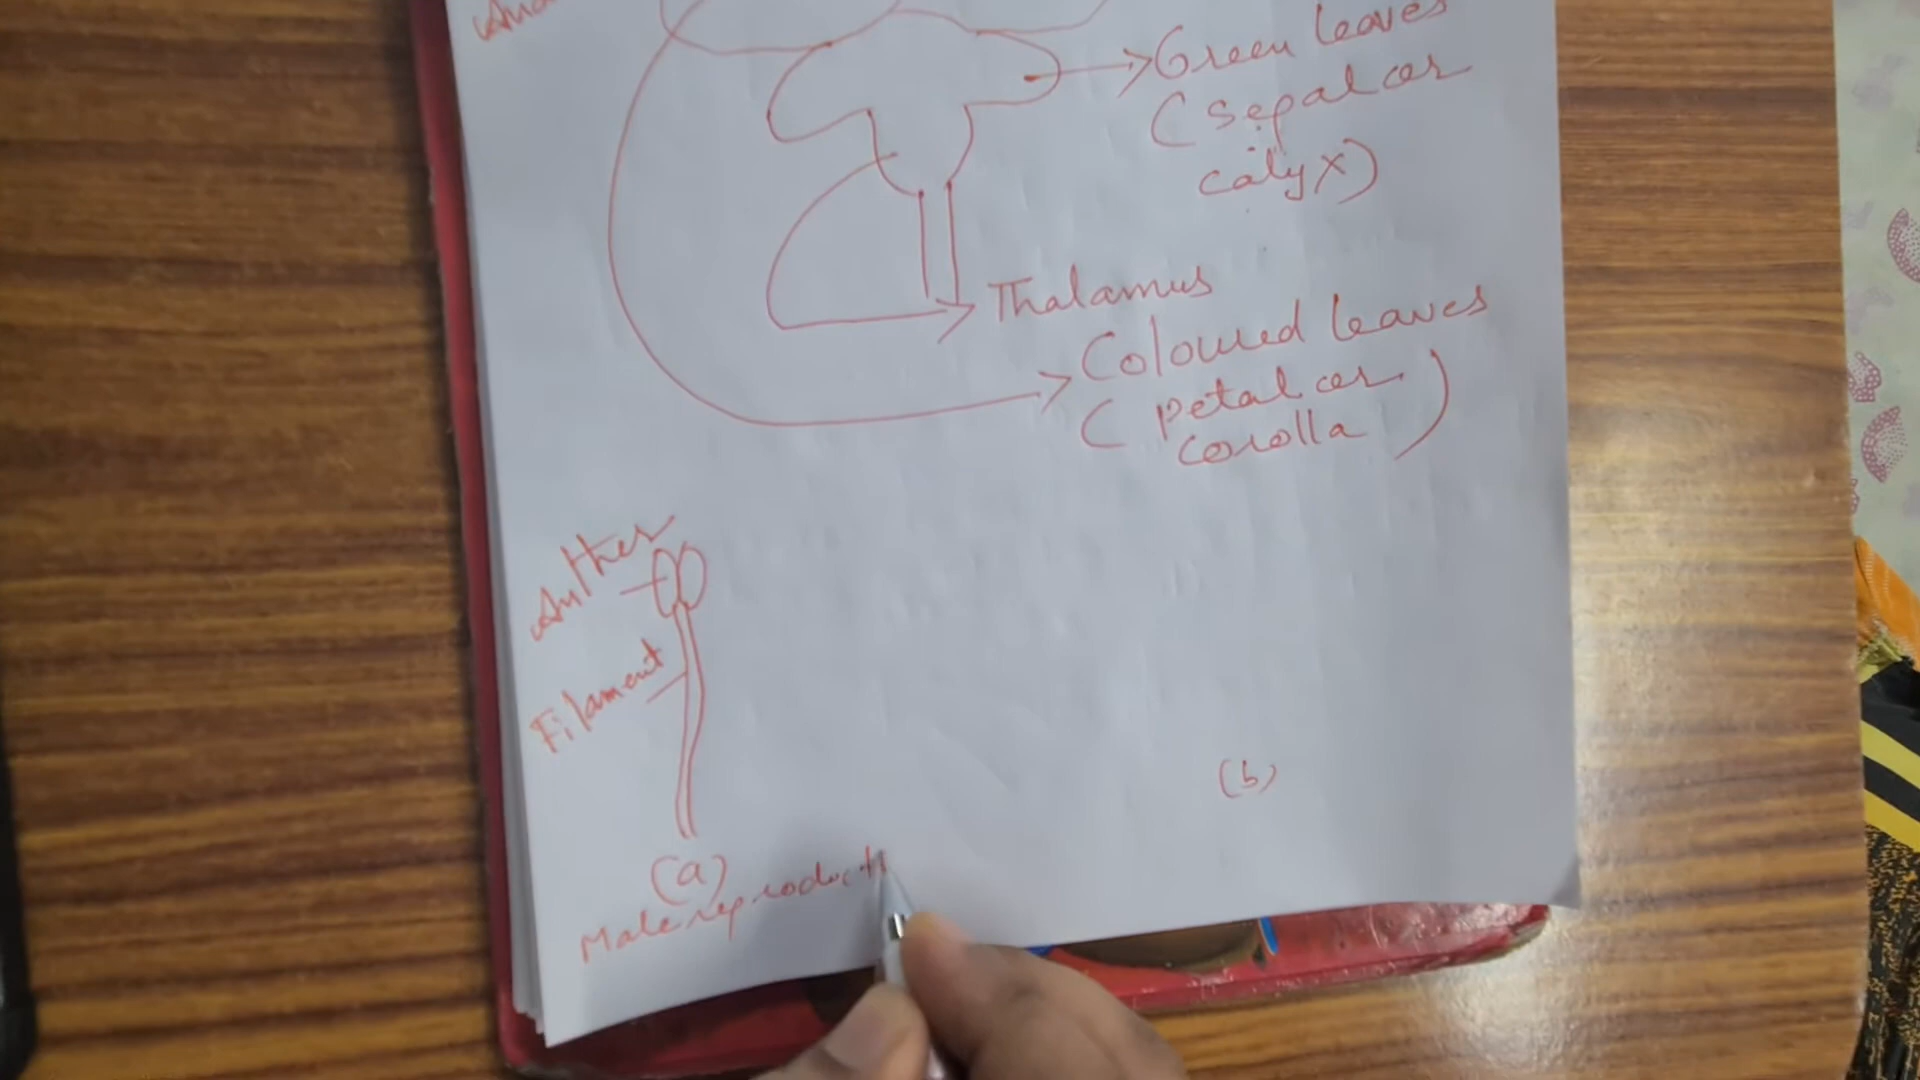 Green leaves
(Sepal or
calyx)
Thalamus
Coloured leaves
(petal or
corolla)
Anther
Filament
(b)
(a)
Male reproducti